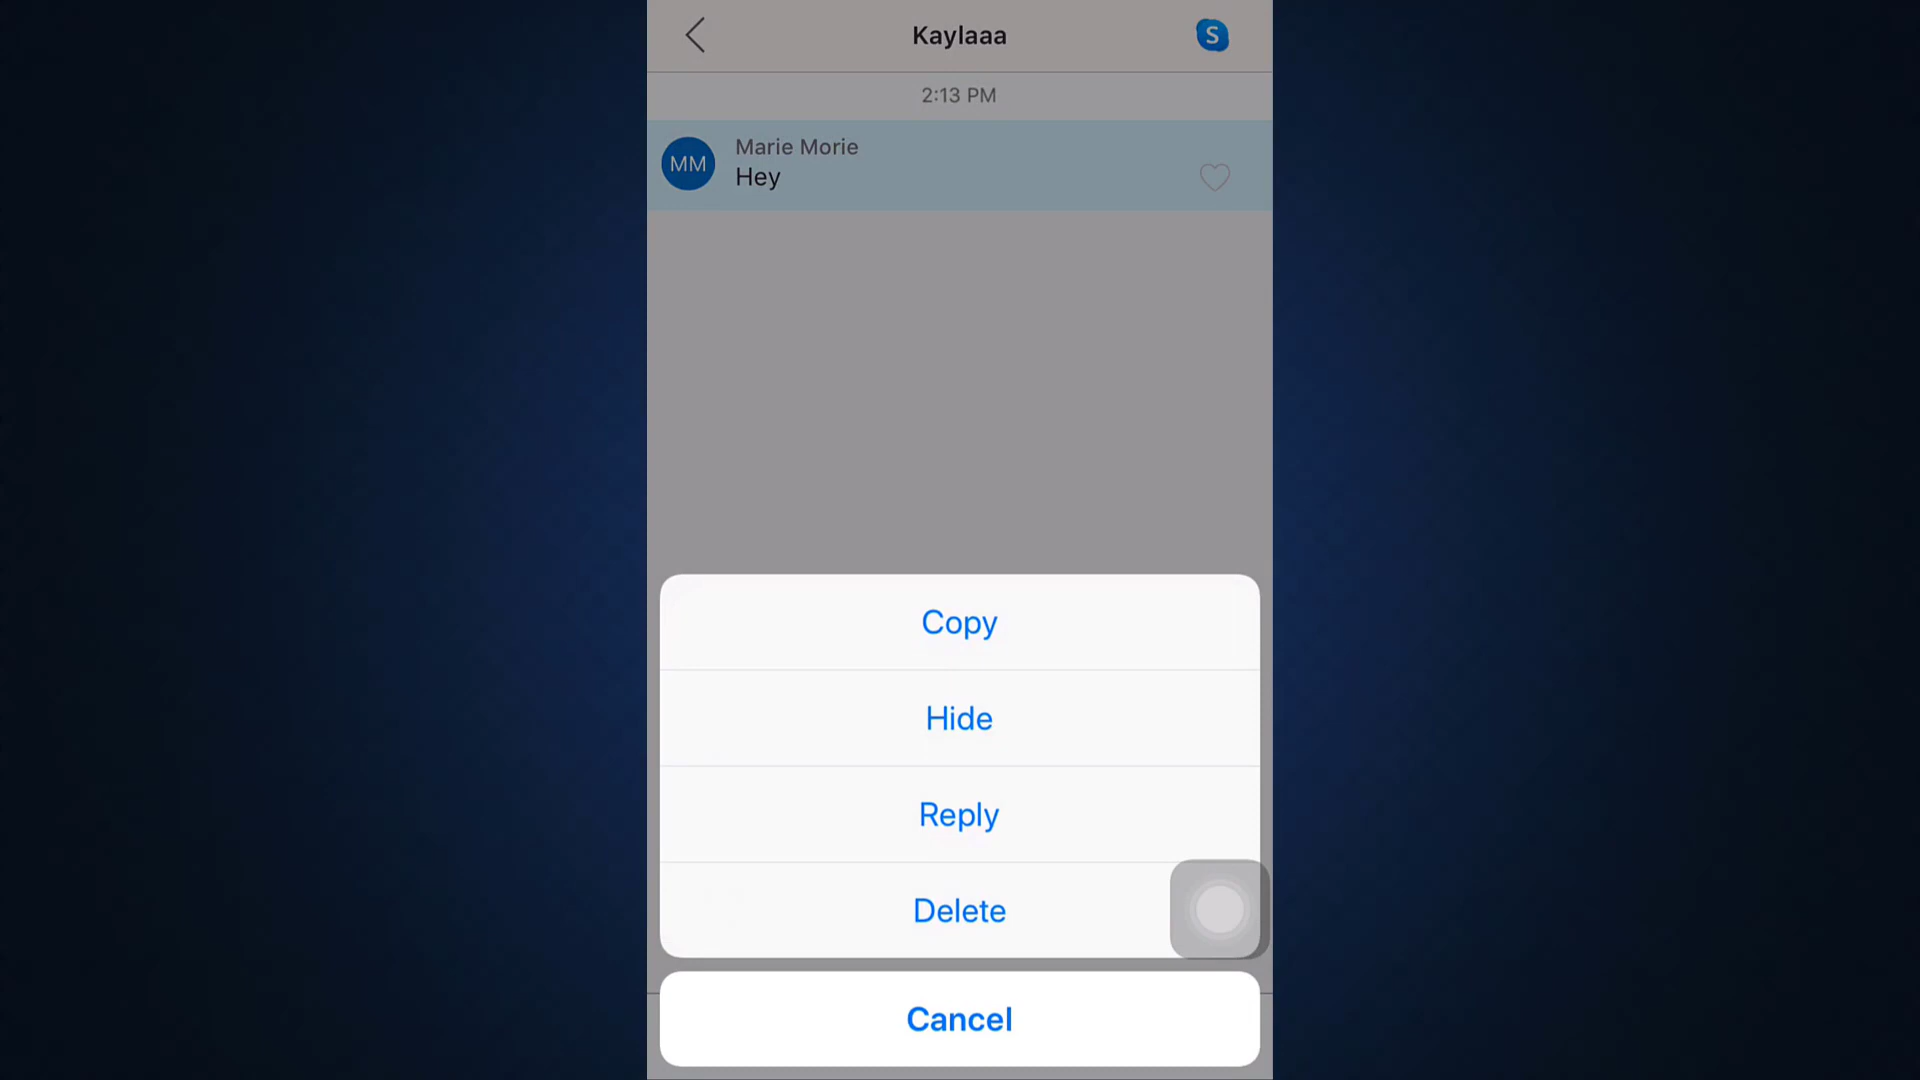 Kaylaaa
S
2:13 PM
MM
Marie Morie
Hey
Copy
Hide
Reply
Delete
Cancel